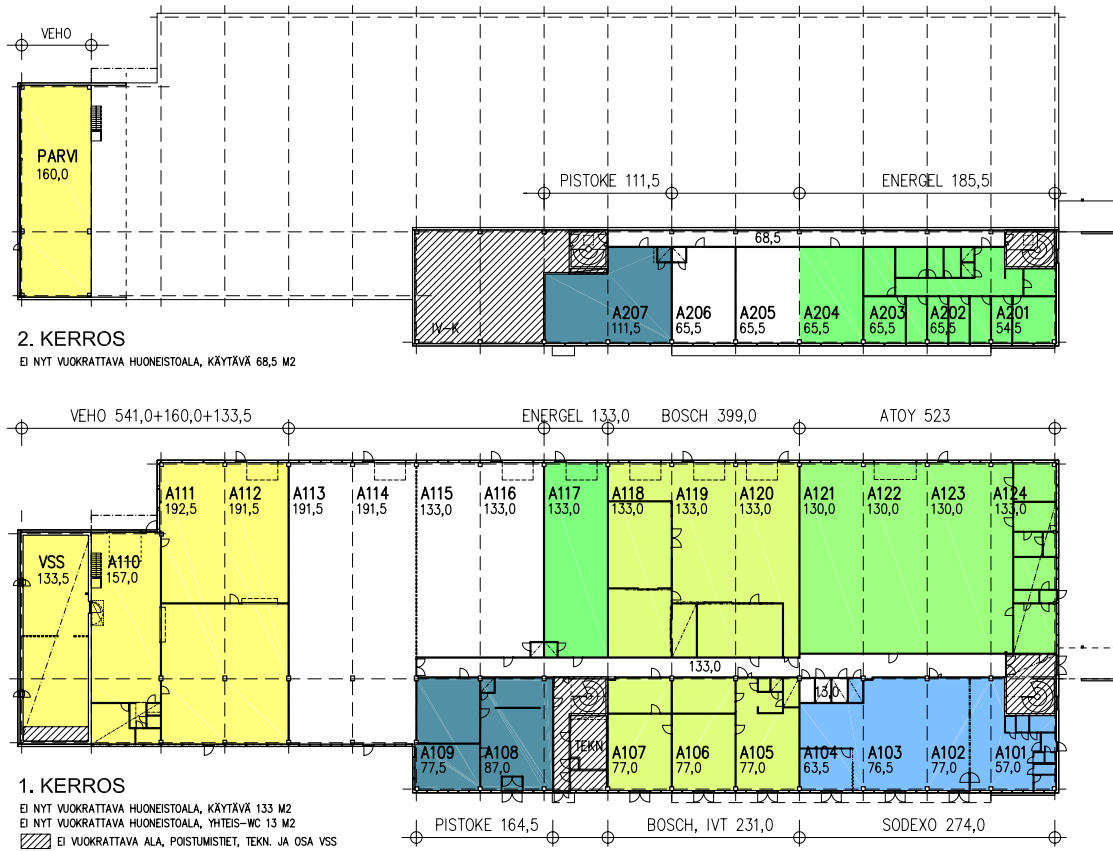 VEHO
PISTOKE 111,5
ENERGEL 185,5
PARVI
160,0
68,5
IV-K
A207
111,5
A206
65,5
A205
65,5
A204
65,5
A203
65,5
A202
65,5
A201
54,5
2. KERROS
EI NYT VUOKRATTAVA HUONEISTOALA, KÄYTÄVÄ 68,5 M2
VEHO 541,0+160,0+133,5
ENERGEL 133,0
BOSCH 399,0
ATOY 523
A111
192,5
A112
191,5
A113
191,5
A114
191,5
A115
133,0
A116
133,0
A117
133,0
A118
133,0
A119
133,0
A120
133,0
A121
130,0
A122
130,0
A123
130,0
A124
133,0
VSS
133,5
A110
157,0
133,0
13,0
A109
77,5
A108
87,0
TEKN
A107
77,0
A106
77,0
A105
77,0
A104
63,5
A103
76,5
A102
77,0
A101
57,0
1. KERROS
EI NYT VUOKRATTAVA HUONEISTOALA, KÄYTÄVÄ 133 M2
EI NYT VUOKRATTAVA HUONEISTOALA, YHTEIS-WC 13 M2
EI VUOKRATTAVA ALA, POISTUMISTIET, TEKN. JA OSA VSS
PISTOKE 164,5
BOSCH, IVT 231,0
SODEXO 274,0